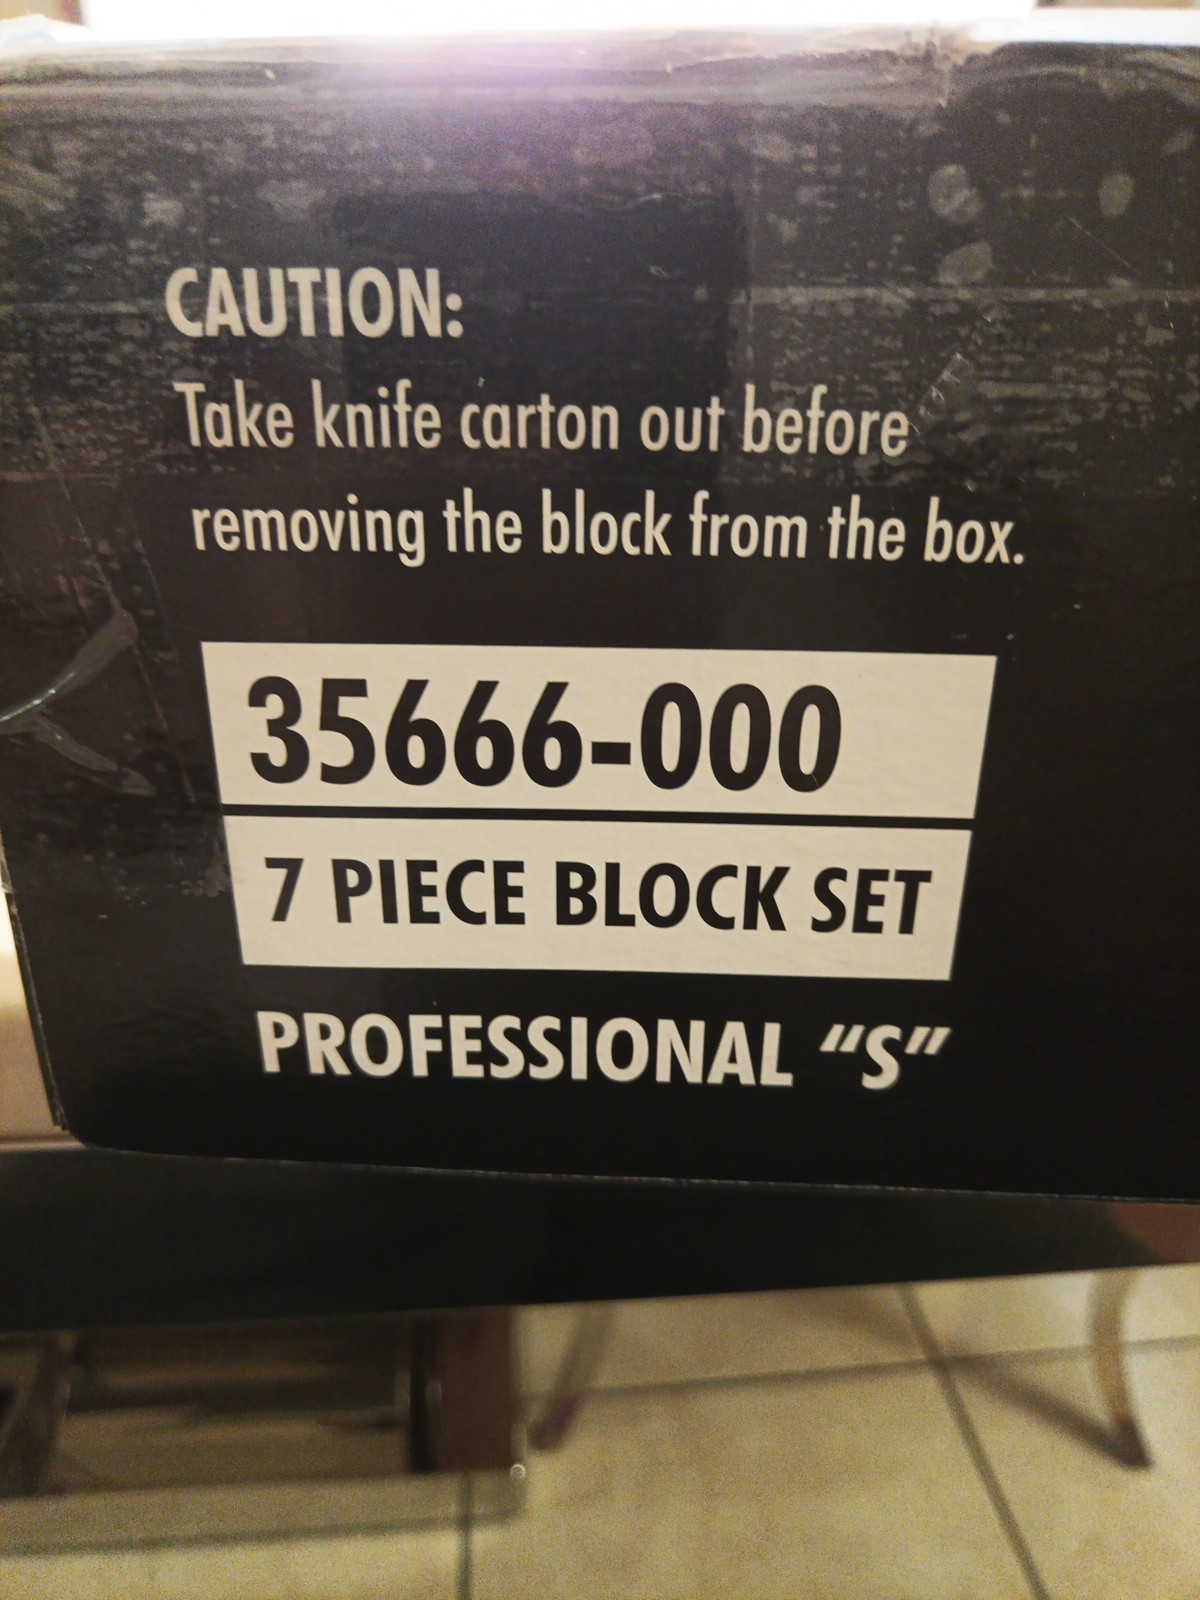 CAUTION:
Take knife carton out before
removing the block from the box.
35666-000
7 PIECE BLOCK SET
PROFESSIONAL “S”